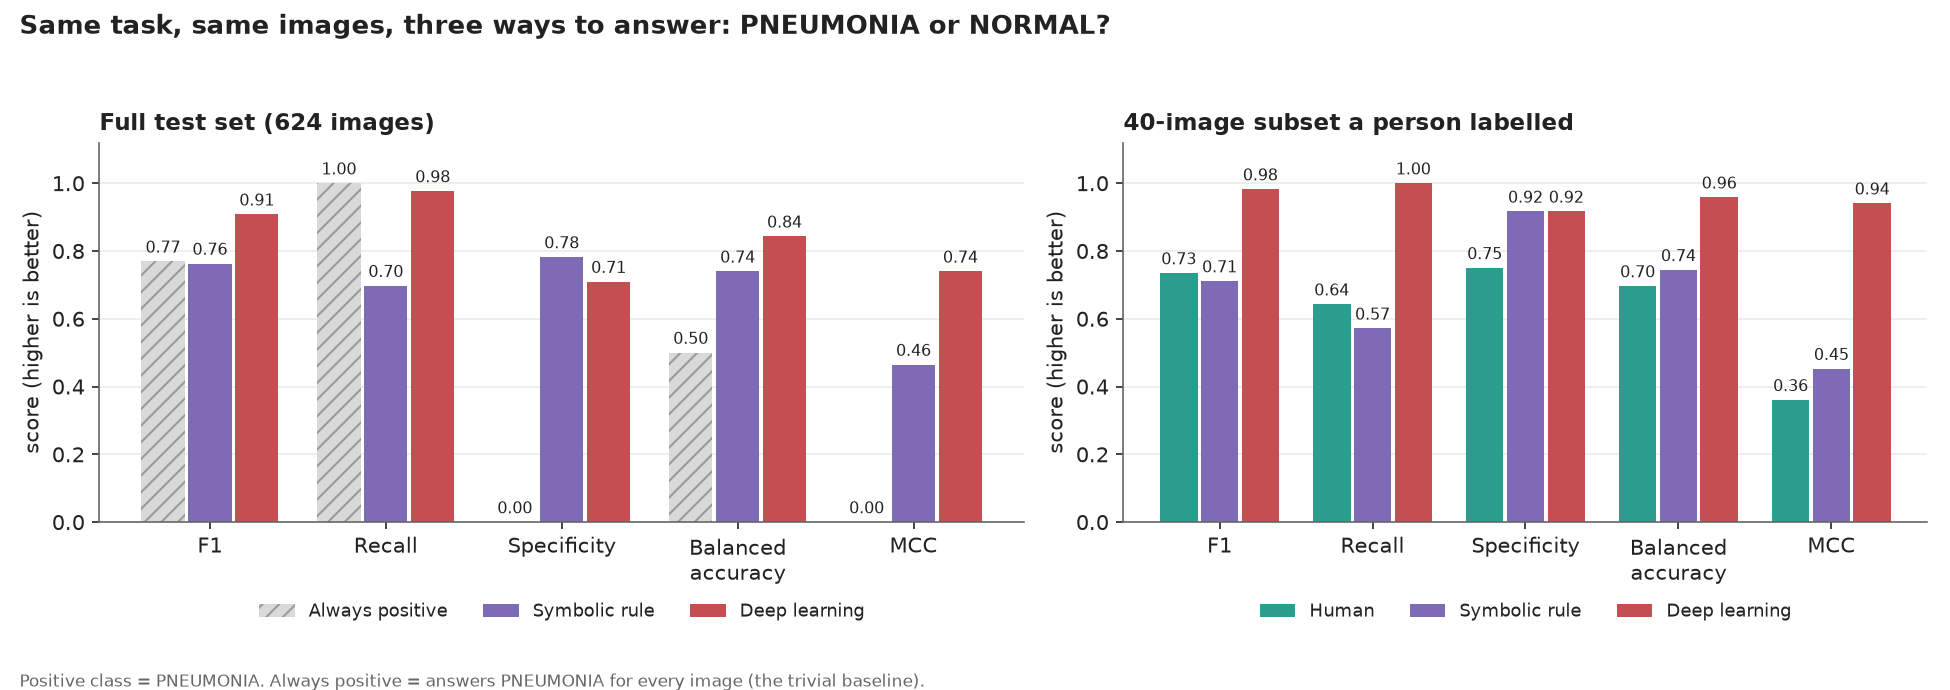 Same task, same images, three ways to answer: PNEUMONIA or NORMAL?
Full test set (624 images)
score (higher is better)
1.0
0.8
0.6
0.4
0.2
0.0
0.77
0.76
0.91
1.00
0.70
0.98
0.00
0.78
0.71
0.50
0.74
0.84
0.00
0.46
0.74
F1
Recall
Specificity
Balanced
accuracy
MCC
Always positive
Symbolic rule
Deep learning
40-image subset a person labelled
score (higher is better)
1.0
0.8
0.6
0.4
0.2
0.0
0.73
0.71
0.98
0.64
0.57
1.00
0.75
0.92
0.92
0.70
0.74
0.96
0.36
0.45
0.94
F1
Recall
Specificity
Balanced
accuracy
MCC
Human
Symbolic rule
Deep learning
Positive class = PNEUMONIA. Always positive = answers PNEUMONIA for every image (the trivial baseline).